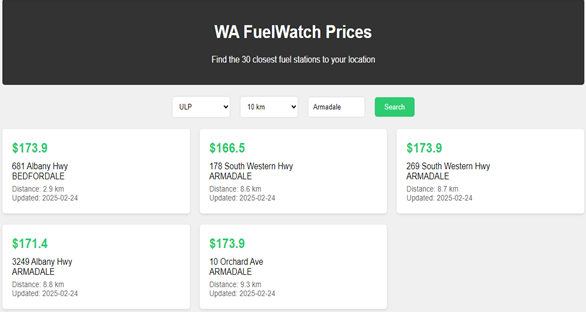 WA FuelWatch Prices
Find the 30 closest fuel stations to your location
ULP
10 km
Armadale
Search
$173.9
681 Albany Hwy
BEDFORDALE
Distance: 2.9 km
Updated: 2025-02-24
$166.5
178 South Western Hwy
ARMADALE
Distance: 8.6 km
Updated: 2025-02-24
$173.9
269 South Western Hwy
ARMADALE
Distance: 8.7 km
Updated: 2025-02-24
$171.4
3249 Albany Hwy
ARMADALE
Distance: 8.8 km
Updated: 2025-02-24
$173.9
10 Orchard Ave
ARMADALE
Distance: 9.3 km
Updated: 2025-02-24